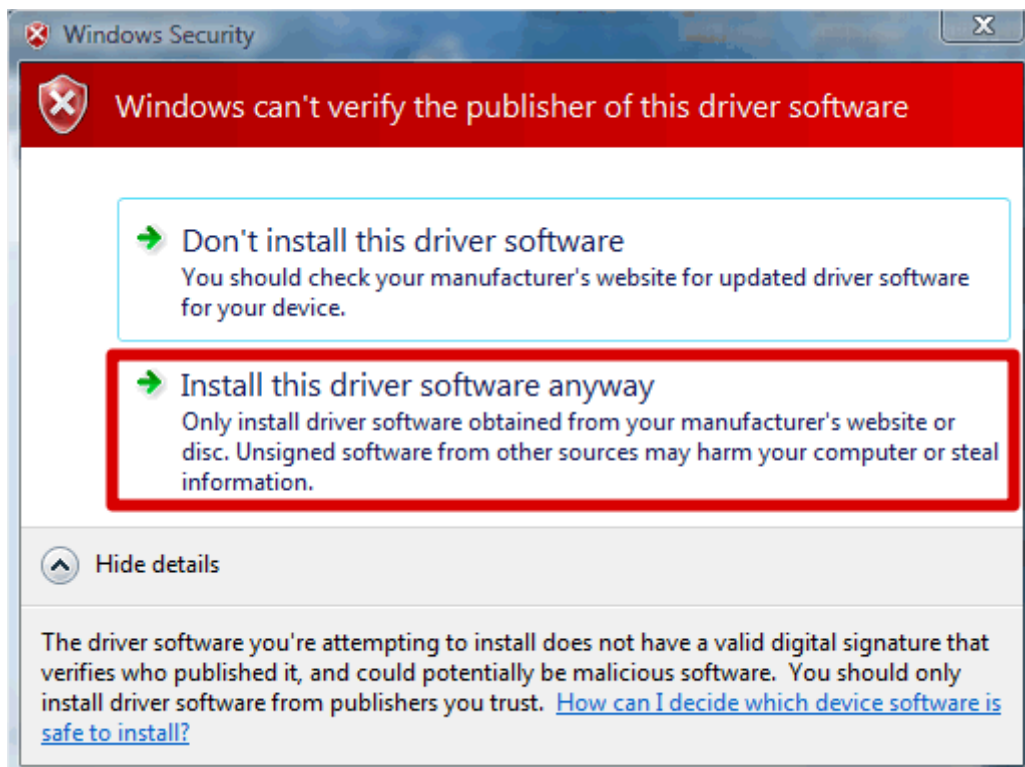 Windows Security
Windows can't verify the publisher of this driver software
Don't install this driver software
You should check your manufacturer's website for updated driver software
for your device.
Install this driver software anyway
Only install driver software obtained from your manufacturer's website or
disc. Unsigned software from other sources may harm your computer or steal
information.
Hide details
The driver software you're attempting to install does not have a valid digital signature that
verifies who published it, and could potentially be malicious software. You should only
install driver software from publishers you trust. How can I decide which device software is
safe to install?